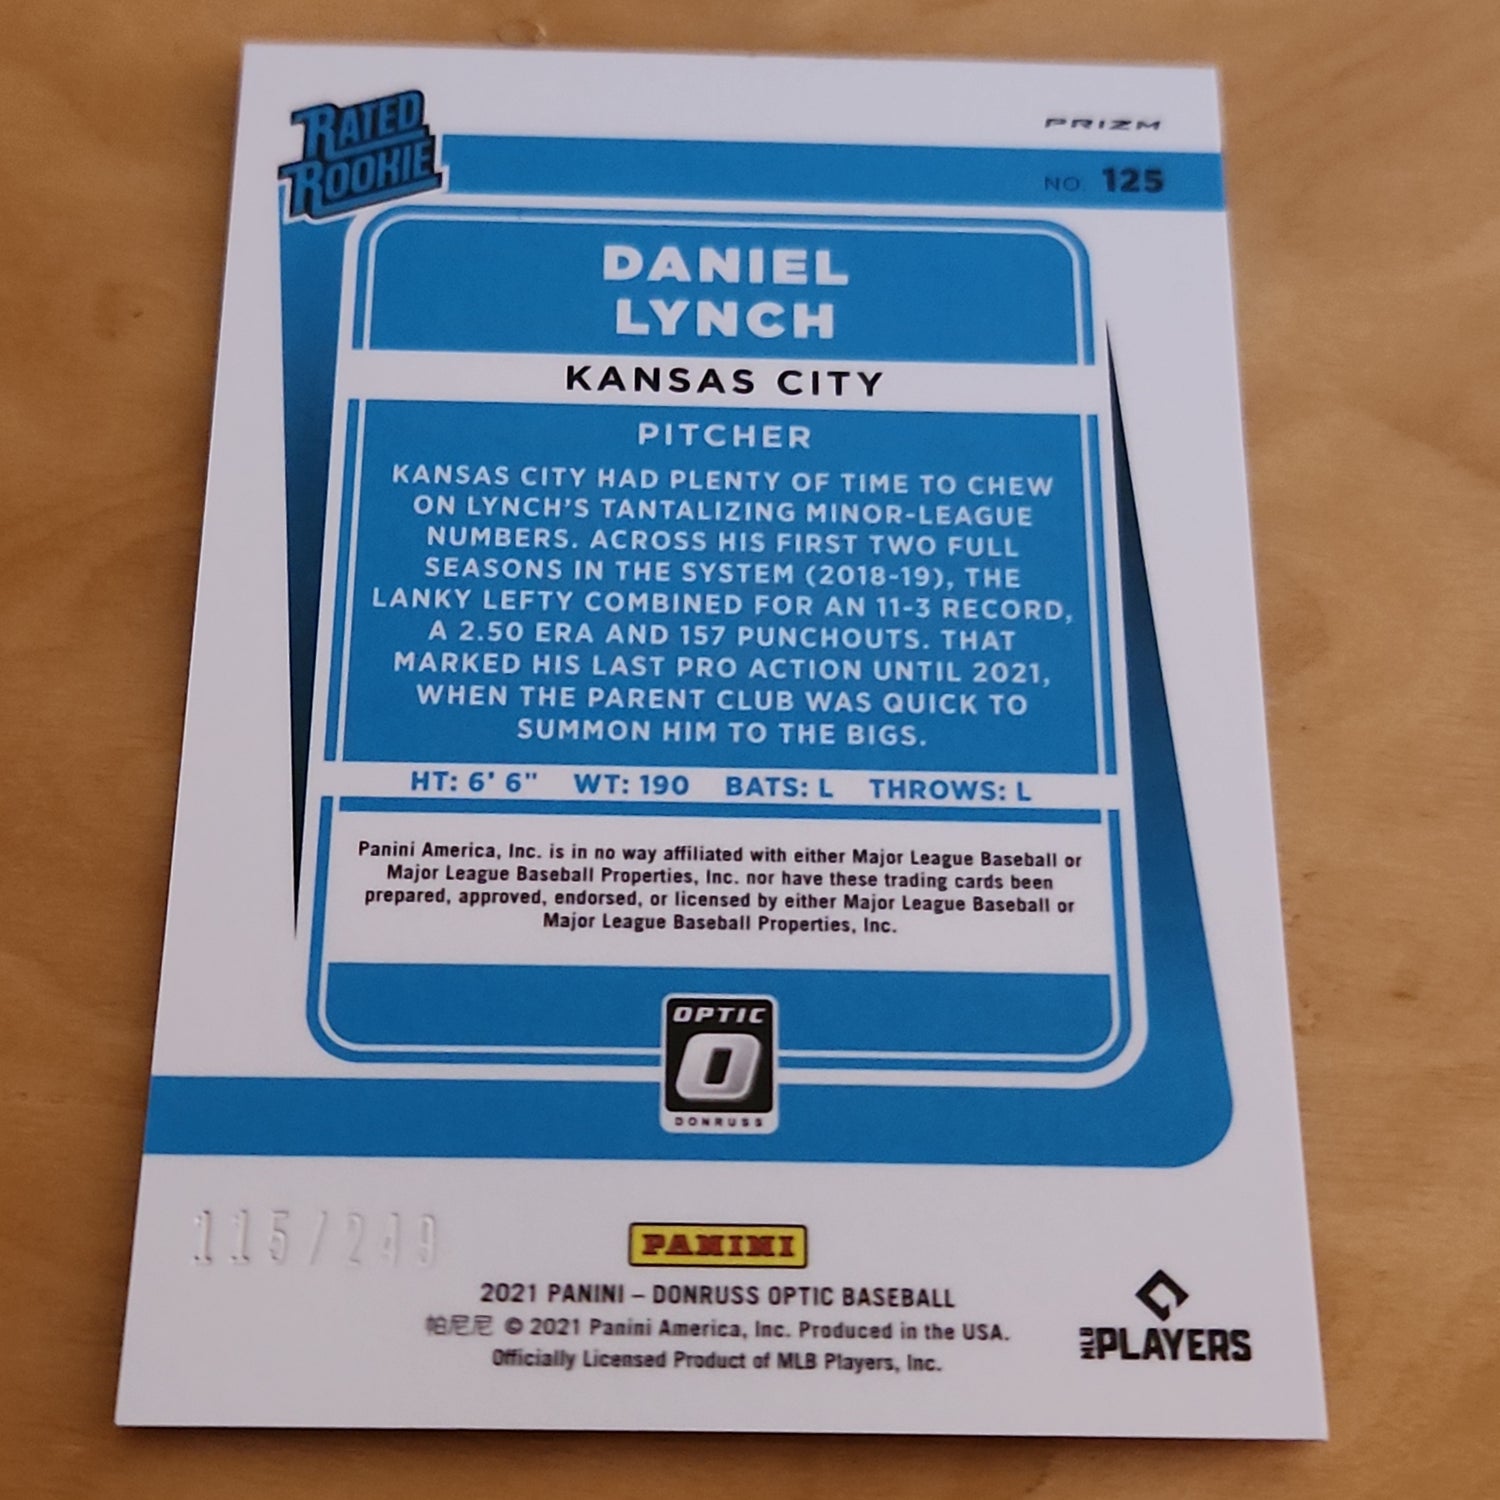 RATED
ROOKIE
PRIZM
NO. 125
DANIEL
LYNCH
KANSAS CITY
PITCHER
KANSAS CITY HAD PLENTY OF TIME TO CHEW
ON LYNCH'S TANTALIZING MINOR-LEAGUE
NUMBERS. ACROSS HIS FIRST TWO FULL
SEASONS IN THE SYSTEM (2018-19), THE
LANKY LEFTY COMBINED FOR AN 11-3 RECORD,
A 2.50 ERA AND 157 PUNCHOUTS. THAT
MARKED HIS LAST PRO ACTION UNTIL 2021,
WHEN THE PARENT CLUB WAS QUICK TO
SUMMON HIM TO THE BIGS.
HT: 6' 6" WT: 190 BATS: L THROWS: L
Panini America, Inc. is in no way affiliated with either Major League Baseball or
Major League Baseball Properties, Inc. nor have these trading cards been
prepared, approved, endorsed, or licensed by either Major League Baseball or
Major League Baseball Properties, Inc.
OPTIC
O
DONRUSS
115/249
PANINI
2021 PANINI – DONRUSS OPTIC BASEBALL
帕尼尼 © 2021 Panini America, Inc. Produced in the USA.
Officially Licensed Product of MLB Players, Inc.
MLB PLAYERS